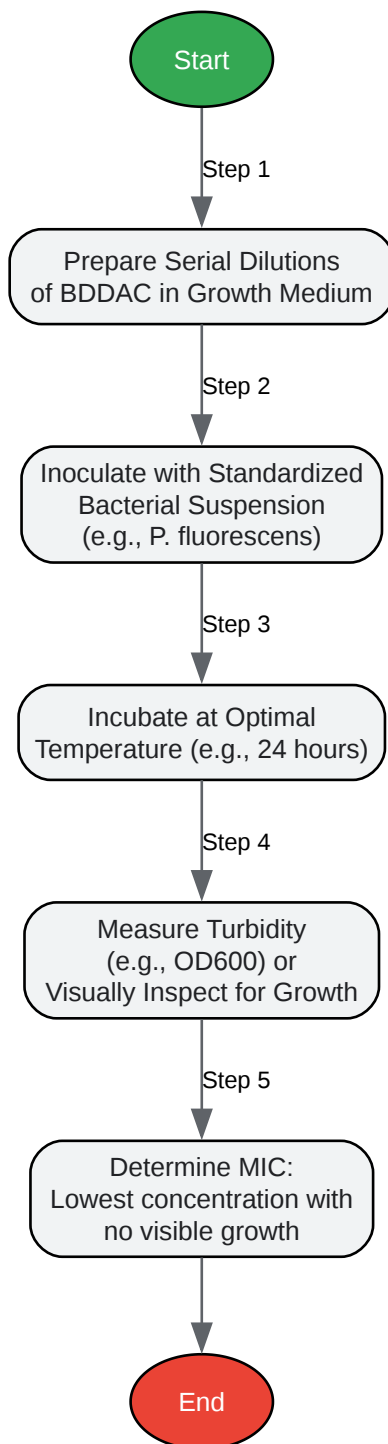 Start
Step 1
Prepare Serial Dilutions
of BDDAC in Growth Medium
Step 2
Inoculate with Standardized
Bacterial Suspension
(e.g., P. fluorescens)
Step 3
Incubate at Optimal
Temperature (e.g., 24 hours)
Step 4
Measure Turbidity
(e.g., OD600) or
Visually Inspect for Growth
Step 5
Determine MIC:
Lowest concentration with
no visible growth
End